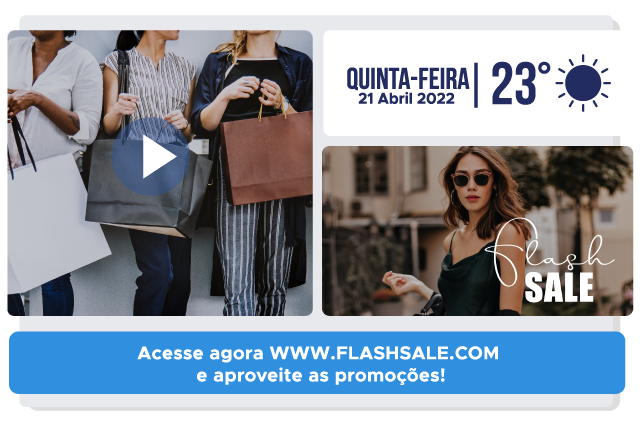 QUINTA-FEIRA
21 Abril 2022
23°
Flash
SALE
Acesse agora WWW.FLASHSALE.COM
e aproveite as promoções!